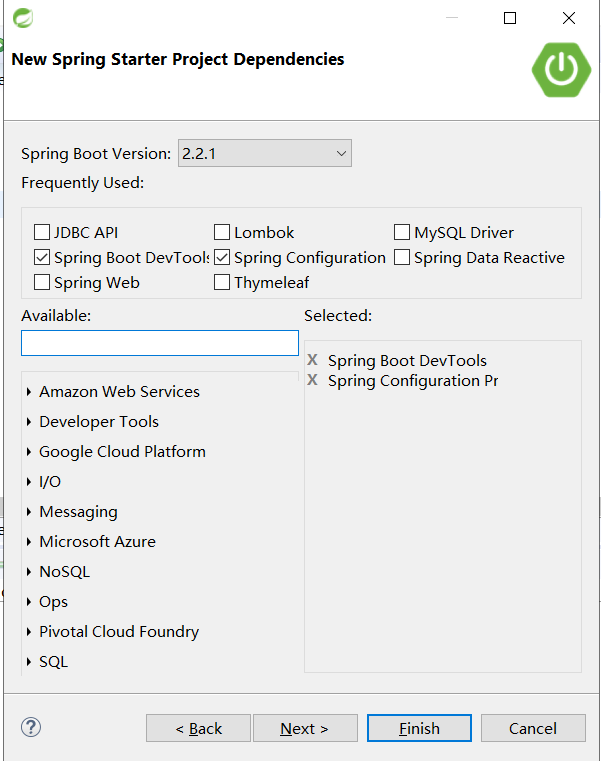 New Spring Starter Project Dependencies
Spring Boot Version: 2.2.1
Frequently Used:
JDBC API Lombok MySQL Driver
Spring Boot DevTools Spring Configuration Spring Data Reactive
Spring Web Thymeleaf
Available: Selected:
X Spring Boot DevTools
X Spring Configuration Pr
Amazon Web Services
Developer Tools
Google Cloud Platform
I/O
Messaging
Microsoft Azure
NoSQL
Ops
Pivotal Cloud Foundry
SQL
? < Back Next > Finish Cancel